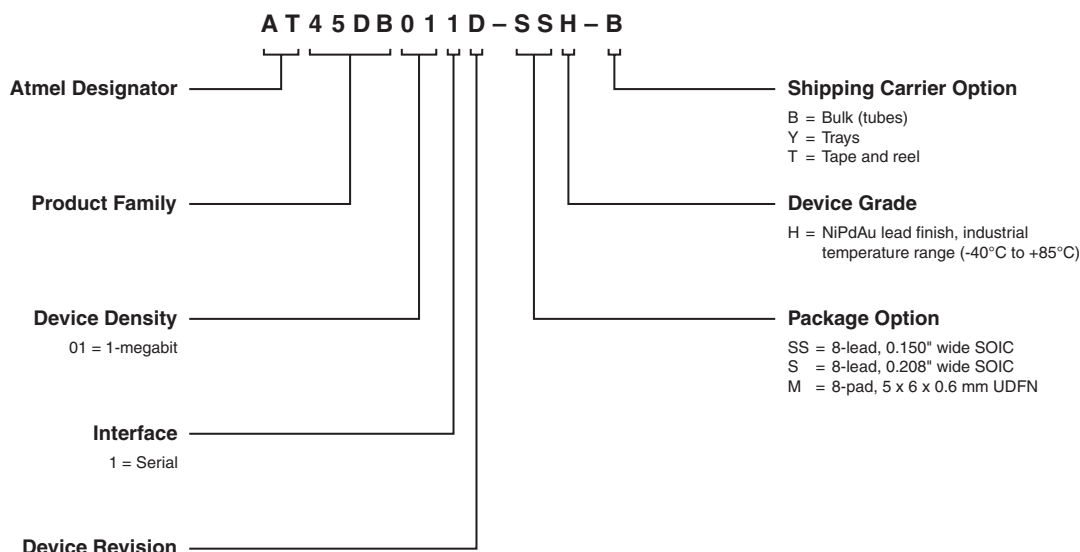 AT45DB011D–SSH–B
Atmel Designator
Product Family
Device Density
01 = 1-megabit
Interface
1 = Serial
Device Revision
Shipping Carrier Option
B = Bulk (tubes)
Y = Trays
T = Tape and reel
Device Grade
H = NiPdAu lead finish, industrial
temperature range (-40°C to +85°C)
Package Option
SS = 8-lead, 0.150" wide SOIC
S = 8-lead, 0.208" wide SOIC
M = 8-pad, 5 x 6 x 0.6 mm UDFN